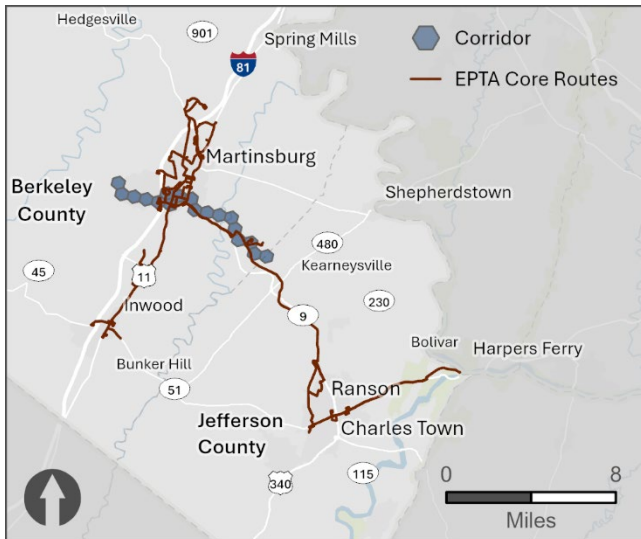 Hedgesville
901
Spring Mills
81
Corridor
EPTA Core Routes
Martinsburg
Berkeley
County
Shepherdstown
45
11
480
Kearneysville
230
Inwood
9
Bolivar
Harpers Ferry
Bunker Hill
51
Ranson
Jefferson
County
Charles Town
115
340
0
8
Miles